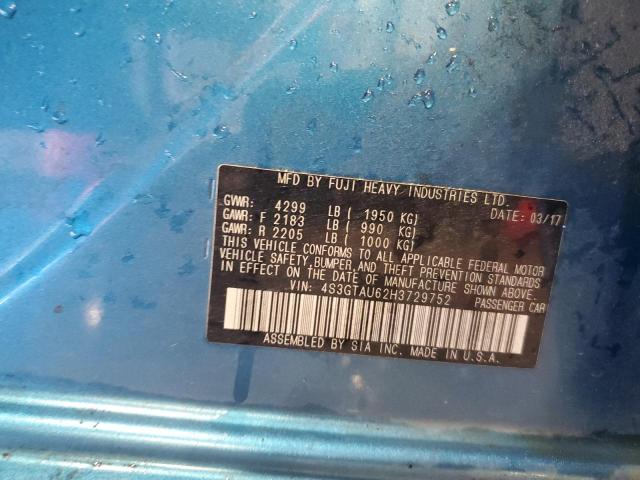 MFD BY FUJI HEAVY INDUSTRIES LTD.
GWWR: 4299 LB ( 1950 KG) DATE: 03/17
GAWR: F 2183 LB ( 990 KG)
GAWR: R 2205 LB ( 1000 KG)
THIS VEHICLE CONFORMS TO ALL APPLICABLE FEDERAL MOTOR
VEHICLE SAFETY, BUMPER, AND THEFT PREVENTION STANDARDS
IN EFFECT ON THE DATE OF MANUFACTURE SHOWN ABOVE.
VIN: 4S3GTAU62H3729752 PASSENGER CAR
ASSEMBLED BY SIA INC. MADE IN U.S.A.